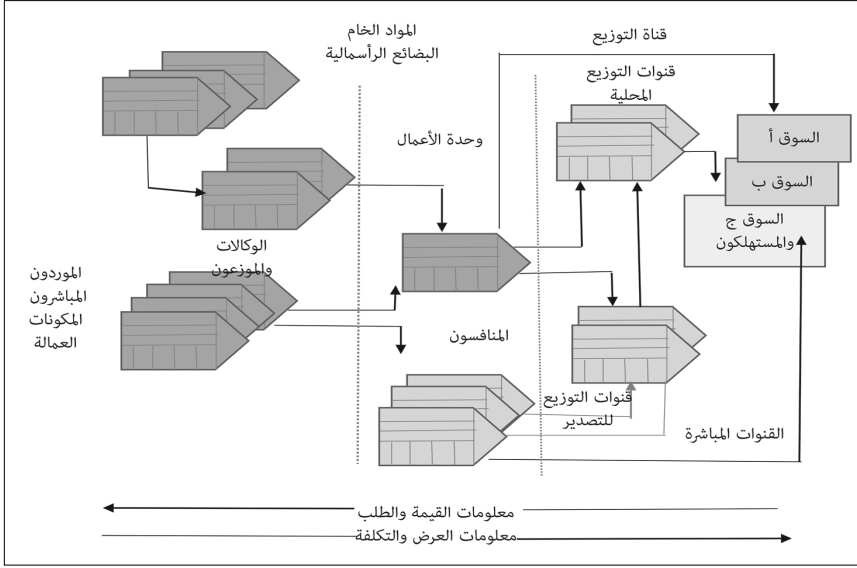 المواد الخام
البضائع الرأسمالية
قناة التوزيع
قنوات التوزيع
المحلية
وحدة الأعمال
السوق أ
السوق ب
السوق ج
والمستهلكون
الوكالات
والموزعون
الموردون
المباشرون
المكونات
العمالة
المنافسون
قنوات التوزيع
للتصدير
القنوات المباشرة
معلومات القيمة والطلب
معلومات العرض والتكلفة